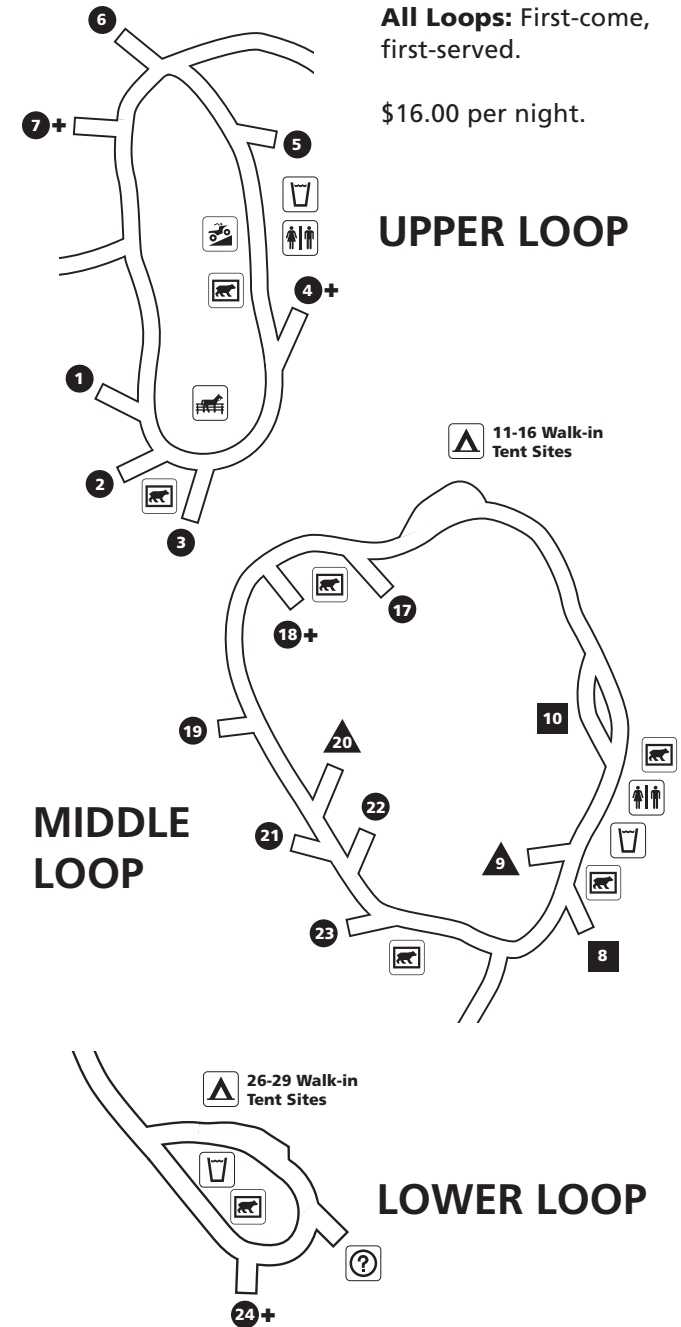 All Loops: First-come,
first-served.
$16.00 per night.
6
7+
5
UPPER LOOP
4+
1
2
3
11-16 Walk-in
Tent Sites
17
18+
10
19
20
22
MIDDLE
LOOP
21
9
23
8
26-29 Walk-in
Tent Sites
LOWER LOOP
?
24+